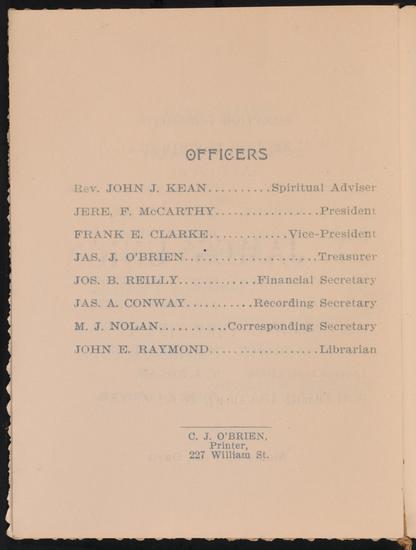 OFFICERS
Rev. JOHN J. KEAN..........Spiritual Adviser
JERE, F. McCARTHY................President
FRANK E. CLARKE............Vice-President
JAS. J. O'BRIEN....................Treasurer
JOS. B. REILLY............Financial Secretary
JAS. A. CONWAY..........Recording Secretary
M. J. NOLAN..........Corresponding Secretary
JOHN E. RAYMOND................Librarian
C. J. O'BRIEN,
Printer,
227 William St.